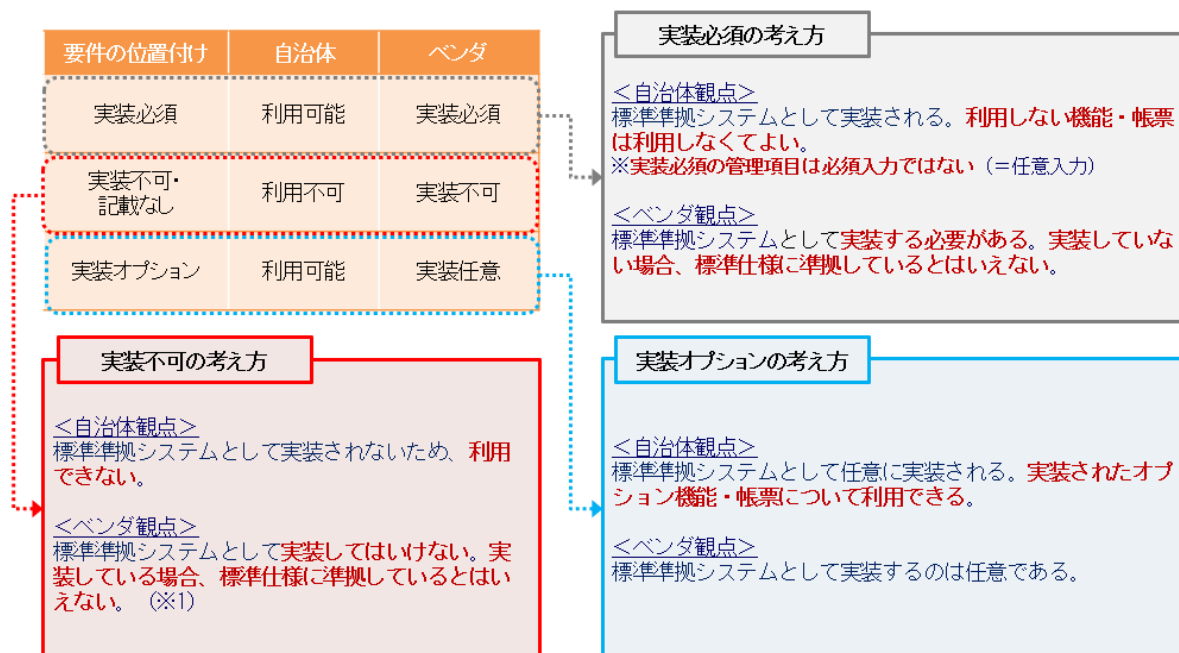 要件の位置付け 自治体 ベンダ
実装必須 利用可能 実装必須
実装不可・
記載なし 利用不可 実装不可
実装オプション 利用可能 実装任意
実装必須の考え方
＜自治体観点＞
標準準拠システムとして実装される。利用しない機能・帳票
は利用しなくてよい。
※実装必須の管理項目は必須入力ではない（＝任意入力）
＜ベンダ観点＞
標準準拠システムとして実装する必要がある。実装していな
い場合、標準仕様に準拠しているとはいえない。
実装不可の考え方
＜自治体観点＞
標準準拠システムとして実装されないため、利用
できない。
＜ベンダ観点＞
標準準拠システムとして実装してはいけない。実
装している場合、標準仕様に準拠しているとはい
えない。（※1）
実装オプションの考え方
＜自治体観点＞
標準準拠システムとして任意に実装される。実装されたオプ
ション機能・帳票について利用できる。
＜ベンダ観点＞
標準準拠システムとして実装するのは任意である。